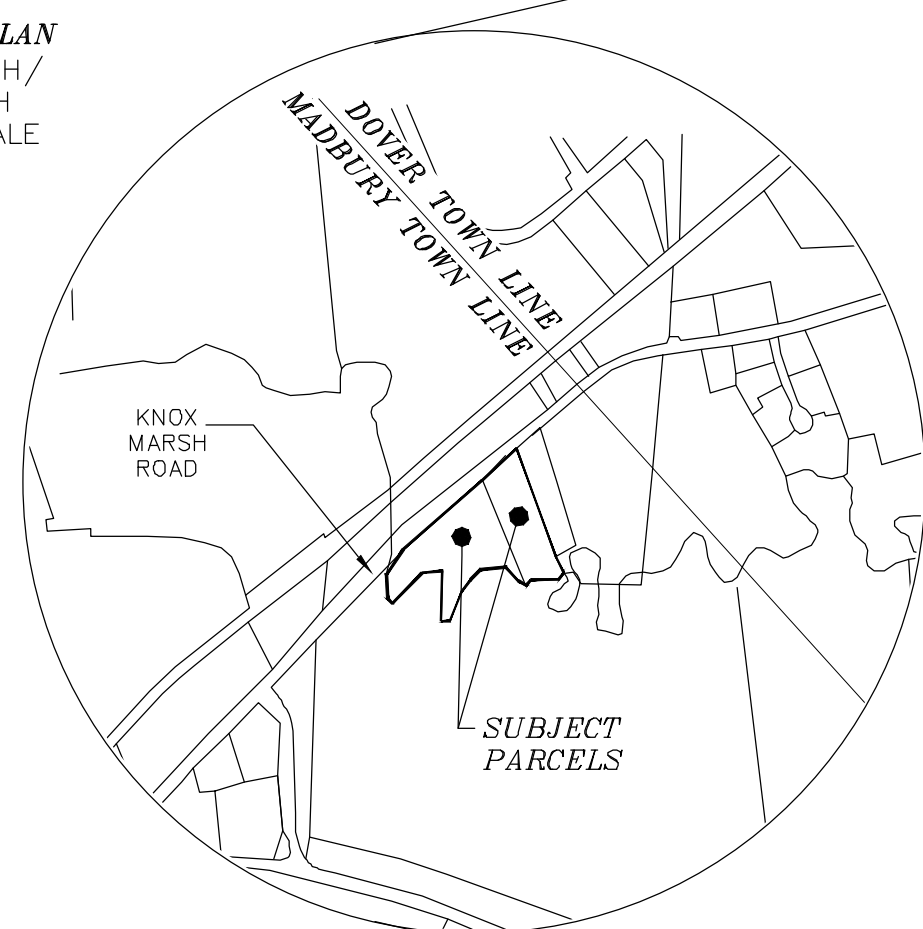 LAN
H/
H
ALE
DOVER TOWN LINE
MADBURY TOWN LINE
KNOX
MARSH
ROAD
SUBJECT
PARCELS